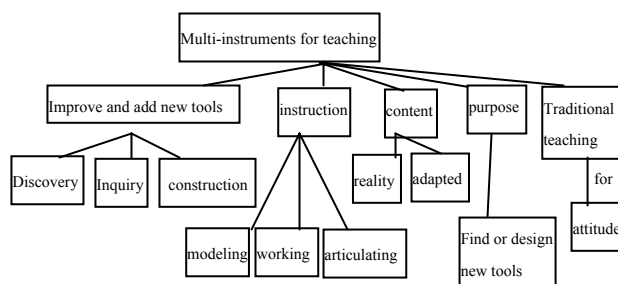 Multi-instruments for teaching
Improve and add new tools
instruction
content
purpose
Traditional
teaching
Discovery
Inquiry
construction
reality
adapted
for
modeling
working
articulating
Find or design
new tools
attitude